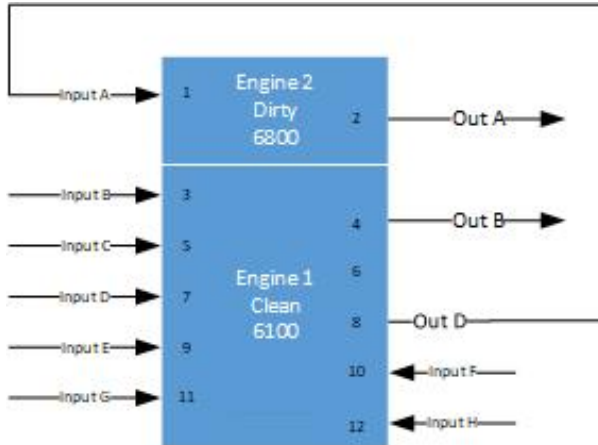 Engine 2
Dirty
6800
Input A
1
2
Out A
Input B
3
4
Out B
Input C
5
6
Engine 1
Clean
6100
Input D
7
8
Out D
Input E
9
10
Input F
Input G
11
12
Input H